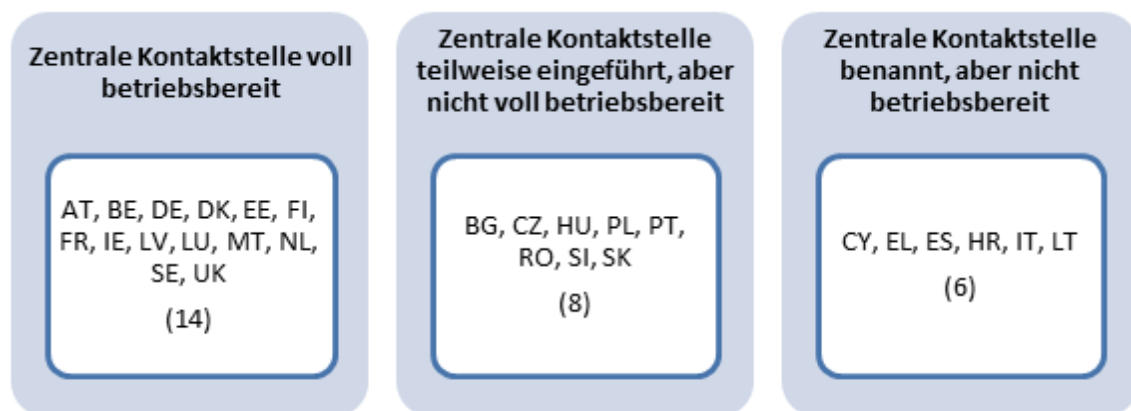 Zentrale Kontaktstelle voll
betriebsbereit
AT, BE, DE, DK, EE, FI,
FR, IE, LV, LU, MT, NL,
SE, UK
(14)
Zentrale Kontaktstelle
teilweise eingeführt, aber
nicht voll betriebsbereit
BG, CZ, HU, PL, PT,
RO, SI, SK
(8)
Zentrale Kontaktstelle
benannt, aber nicht
betriebsbereit
CY, EL, ES, HR, IT, LT
(6)